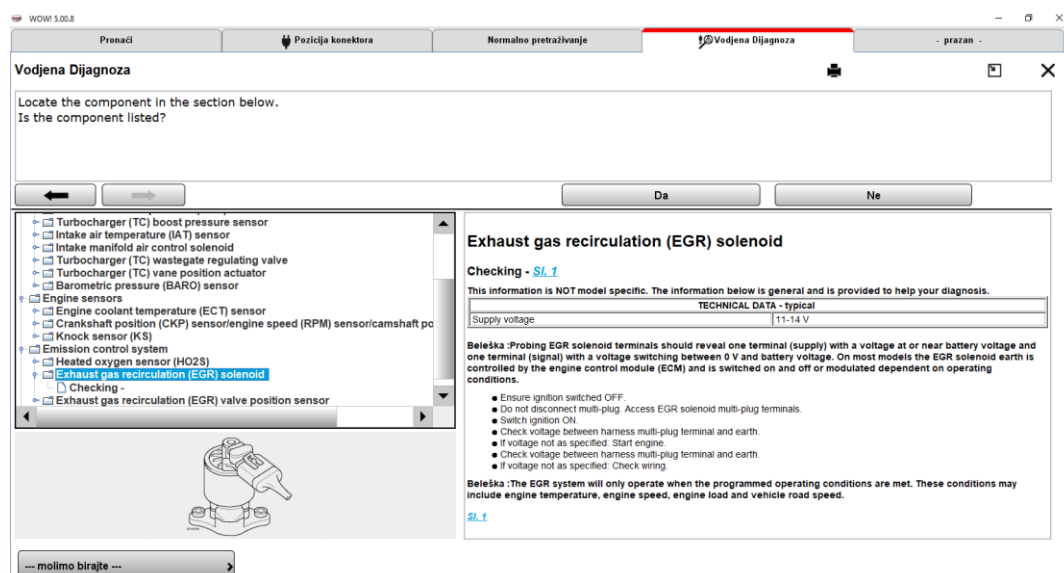 WOW! 5.00.8
Pronaći
Pozicija konektora
Normalno pretraživanje
Vodjena Dijagnoza
- prazan -
Vodjena Dijagnoza
Locate the component in the section below.
Is the component listed?
Da
Ne
Turbocharger (TC) boost pressure sensor
Intake air temperature (IAT) sensor
Intake manifold air control solenoid
Turbocharger (TC) wastegate regulating valve
Turbocharger (TC) vane position actuator
Barometric pressure (BARO) sensor
Engine sensors
Engine coolant temperature (ECT) sensor
Crankshaft position (CKP) sensor/engine speed (RPM) sensor/camshaft po
Knock sensor (KS)
Emission control system
Heated oxygen sensor (HO2S)
Exhaust gas recirculation (EGR) solenoid
Checking -
Exhaust gas recirculation (EGR) valve position sensor
Exhaust gas recirculation (EGR) solenoid
Checking - Sl. 1
This information is NOT model specific. The information below is general and is provided to help your diagnosis.
TECHNICAL DATA - typical
Supply voltage 11-14 V
Beleška :Probing EGR solenoid terminals should reveal one terminal (supply) with a voltage at or near battery voltage and
one terminal (signal) with a voltage switching between 0 V and battery voltage. On most models the EGR solenoid earth is
controlled by the engine control module (ECM) and is switched on and off or modulated dependent on operating
conditions.
Ensure ignition switched OFF.
Do not disconnect multi-plug. Access EGR solenoid multi-plug terminals.
Switch ignition ON.
Check voltage between harness multi-plug terminal and earth.
If voltage not as specified: Start engine.
Check voltage between harness multi-plug terminal and earth.
If voltage not as specified: Check wiring.
Beleška :The EGR system will only operate when the programmed operating conditions are met. These conditions may
include engine temperature, engine speed, engine load and vehicle road speed.
Sl. 1
--- molimo birajte ---